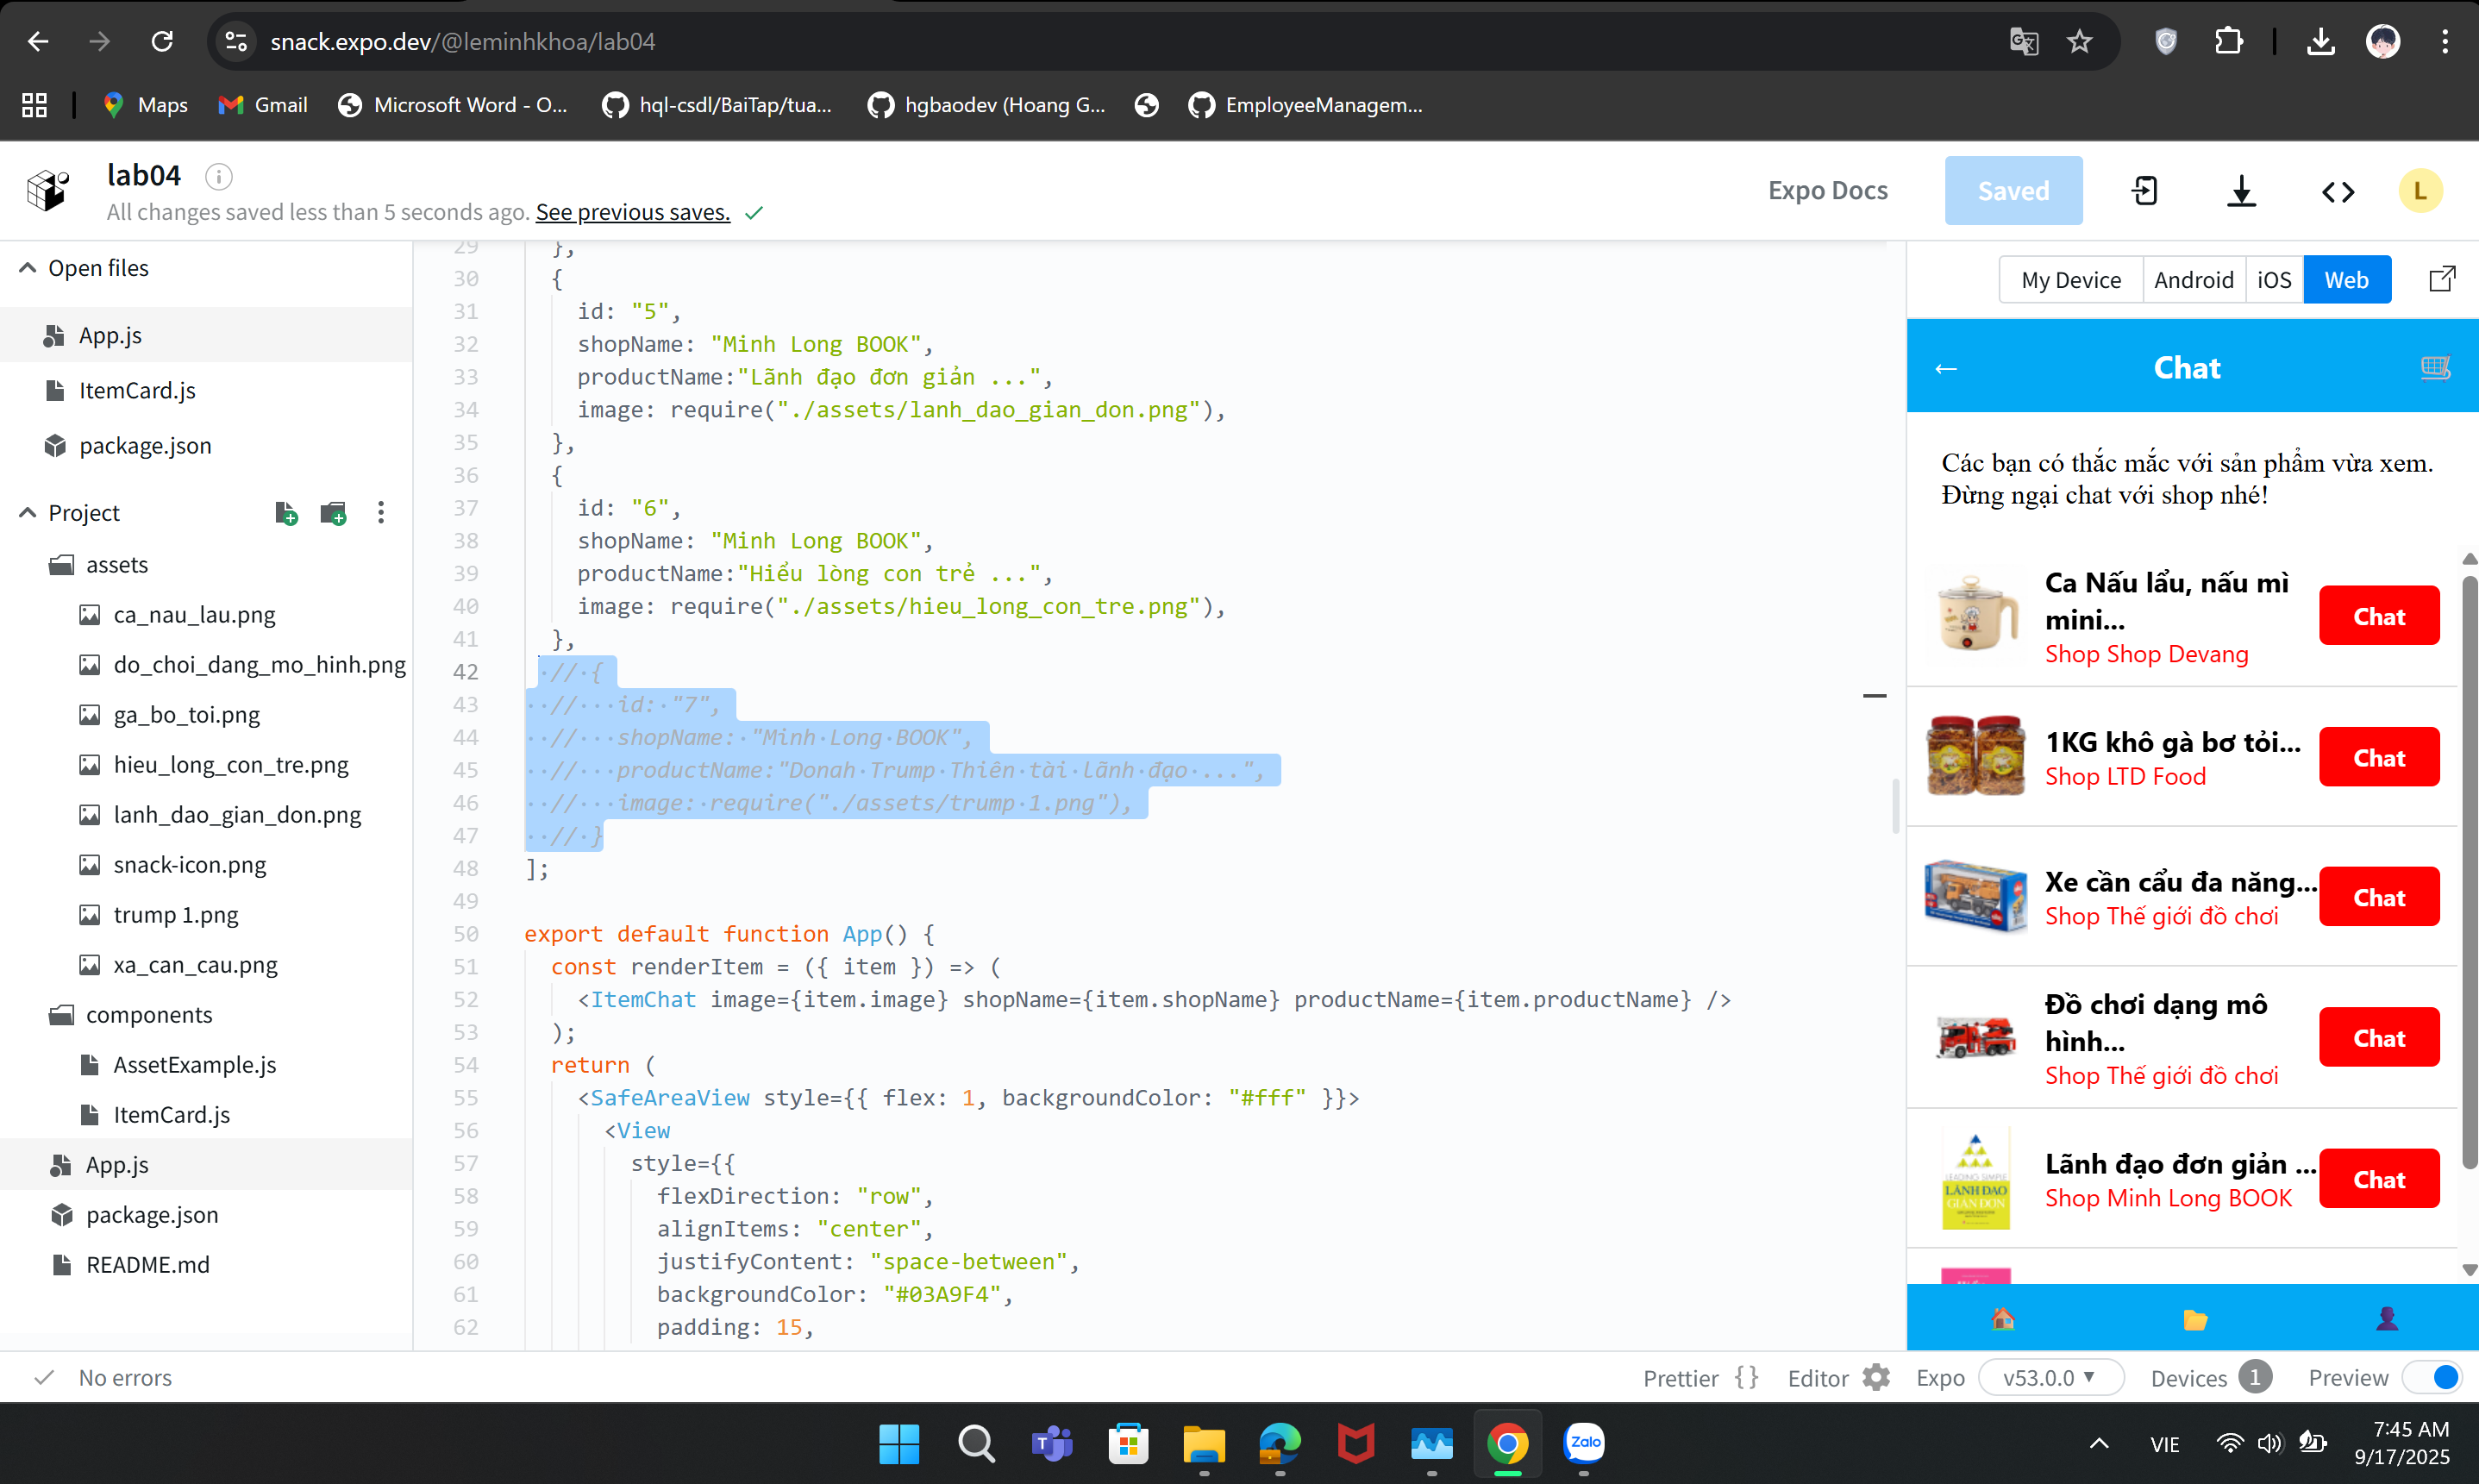 snack.expo.dev/@leminhkhoa/lab04
Maps
Gmail
Microsoft Word - O...
hql-csdl/BaiTap/tua...
hgbaodev (Hoang G...
EmployeeManagem...
lab04
All changes saved less than 5 seconds ago. See previous saves.
Expo Docs
Saved
L
Open files
App.js
ItemCard.js
package.json
Project
assets
ca_nau_lau.png
do_choi_dang_mo_hinh.png
ga_bo_toi.png
hieu_long_con_tre.png
lanh_dao_gian_don.png
snack-icon.png
trump 1.png
xa_can_cau.png
components
AssetExample.js
ItemCard.js
App.js
package.json
README.md
29 },
30 {
31 id: "5",
32 shopName: "Minh Long BOOK",
33 productName:"Lãnh đạo đơn giản ...",
34 image: require("./assets/lanh_dao_gian_don.png"),
35 },
36 {
37 id: "6",
38 shopName: "Minh Long BOOK",
39 productName:"Hiểu lòng con trẻ ...",
40 image: require("./assets/hieu_long_con_tre.png"),
41 },
42 // {
43 // id: "7",
44 // shopName: "Minh Long BOOK",
45 // productName:"Donah Trump Thiên tài lãnh đạo ...",
46 // image: require("./assets/trump 1.png"),
47 // }
48 ];
49
50 export default function App() {
51 const renderItem = ({ item }) => (
52 <ItemChat image={item.image} shopName={item.shopName} productName={item.productName} />
53 );
54 return (
55 <SafeAreaView style={{ flex: 1, backgroundColor: "#fff" }}>
56 <View
57 style={{
58 flexDirection: "row",
59 alignItems: "center",
60 justifyContent: "space-between",
61 backgroundColor: "#03A9F4",
62 padding: 15,
My Device
Android
iOS
Web
← Chat
Các bạn có thắc mắc với sản phẩm vừa xem.
Đừng ngại chat với shop nhé!
Ca Nấu lẩu, nấu mì
mini...
Shop Shop Devang
Chat
1KG khô gà bơ tỏi...
Shop LTD Food
Chat
Xe cần cẩu đa năng...
Shop Thế giới đồ chơi
Chat
Đồ chơi dạng mô
hình...
Shop Thế giới đồ chơi
Chat
LEADING SIMPLE
LÃNH ĐẠO
GIẢN ĐƠN
Lãnh đạo đơn giản ...
Shop Minh Long BOOK
Chat
No errors
Prettier {}
Editor
Expo
v53.0.0
Devices 1
Preview
Zalo
VIE
7:45 AM
9/17/2025